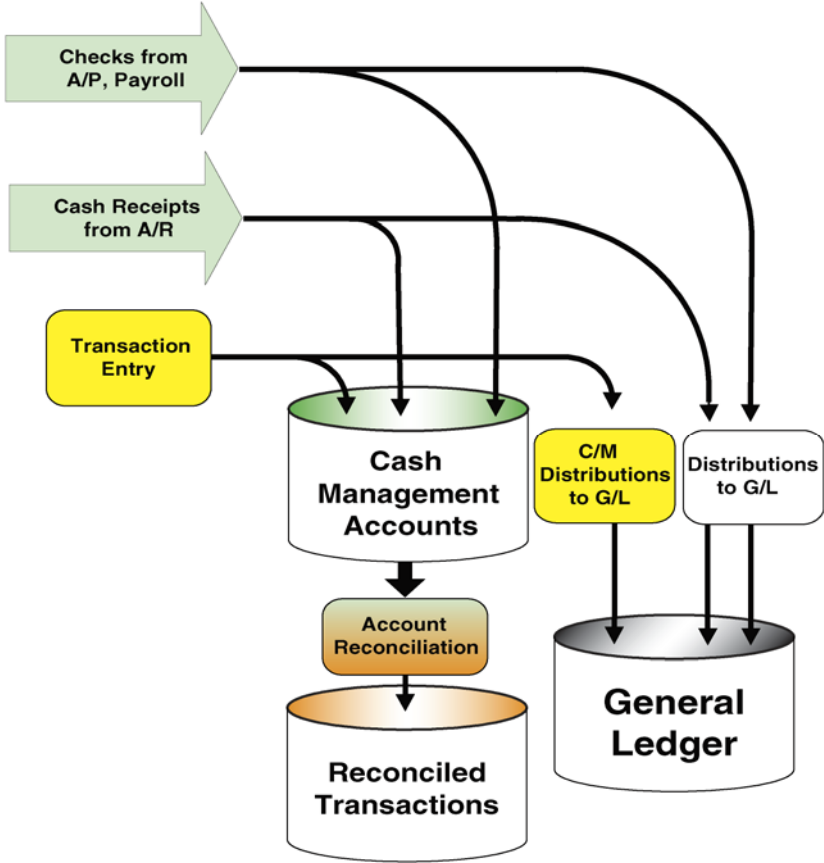 Checks from
A/P, Payroll
Cash Receipts
from A/R
Transaction
Entry
Cash
Management
Accounts
C/M
Distributions
to G/L
Distributions
to G/L
Account
Reconciliation
General
Ledger
Reconciled
Transactions